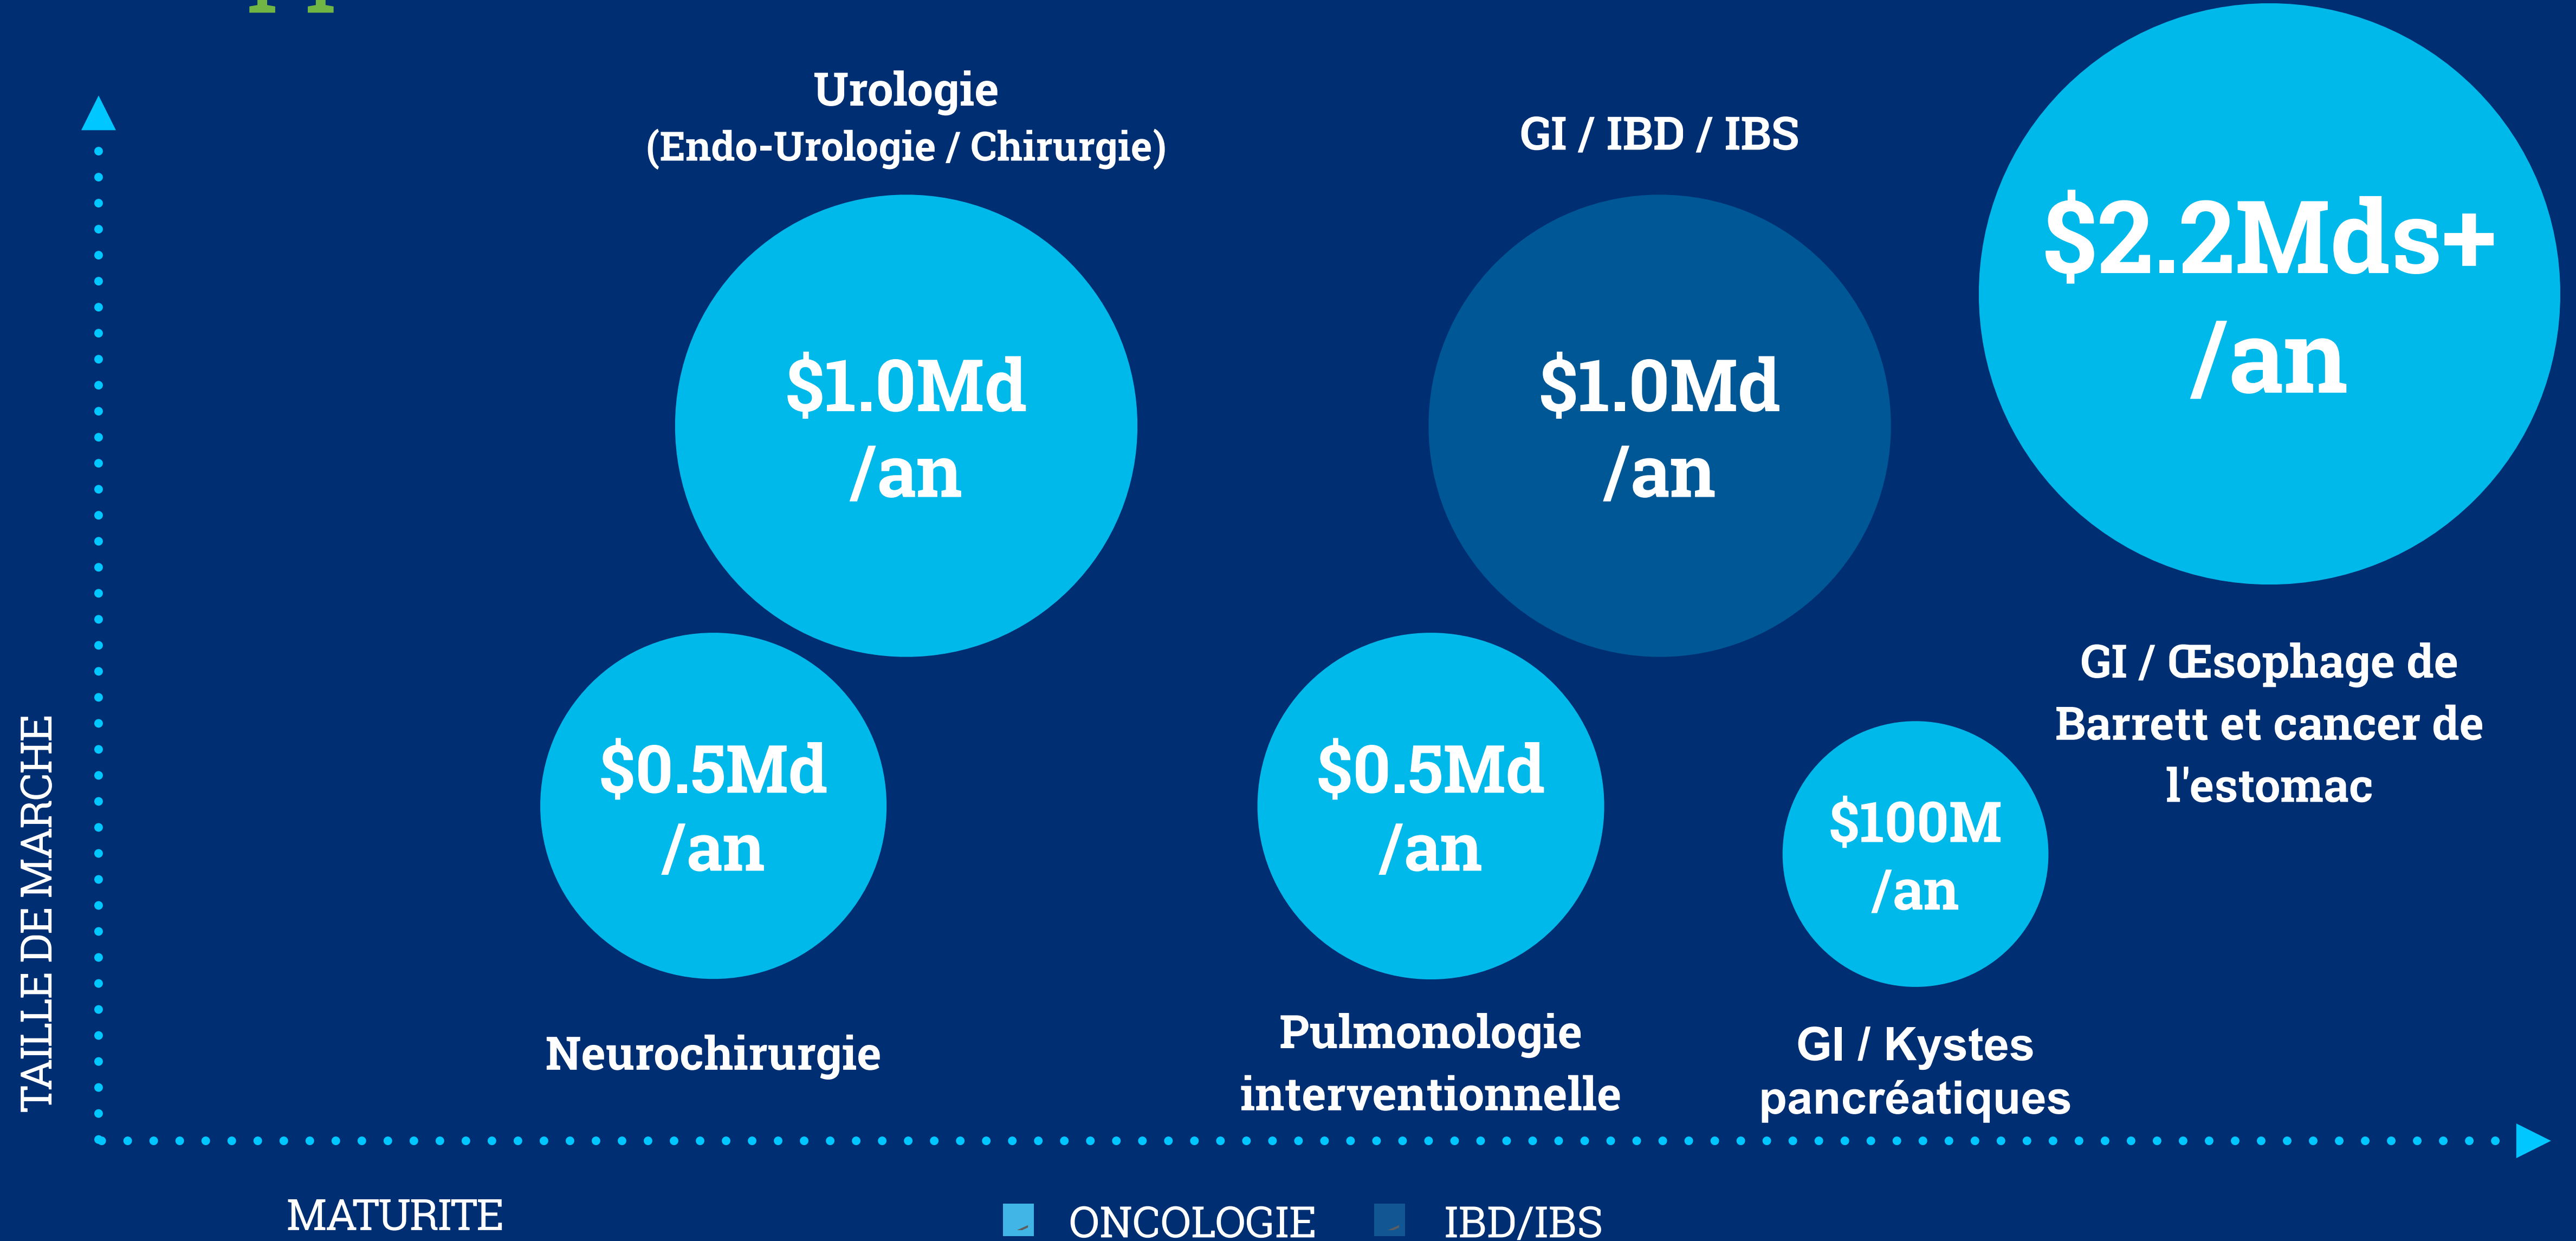 Urologie
(Endo-Urologie / Chirurgie)
$1.0Md
/an
GI / IBD / IBS
$1.0Md
/an
$2.2Mds+
/an
GI / Œsophage de
Barrett et cancer de
l'estomac
$0.5Md
/an
Neurochirurgie
$0.5Md
/an
Pulmonologie
interventionnelle
$100M
/an
GI / Kystes
pancréatiques
TAILLE DE MARCHE
MATURITE
ONCOLOGIE
IBD/IBS